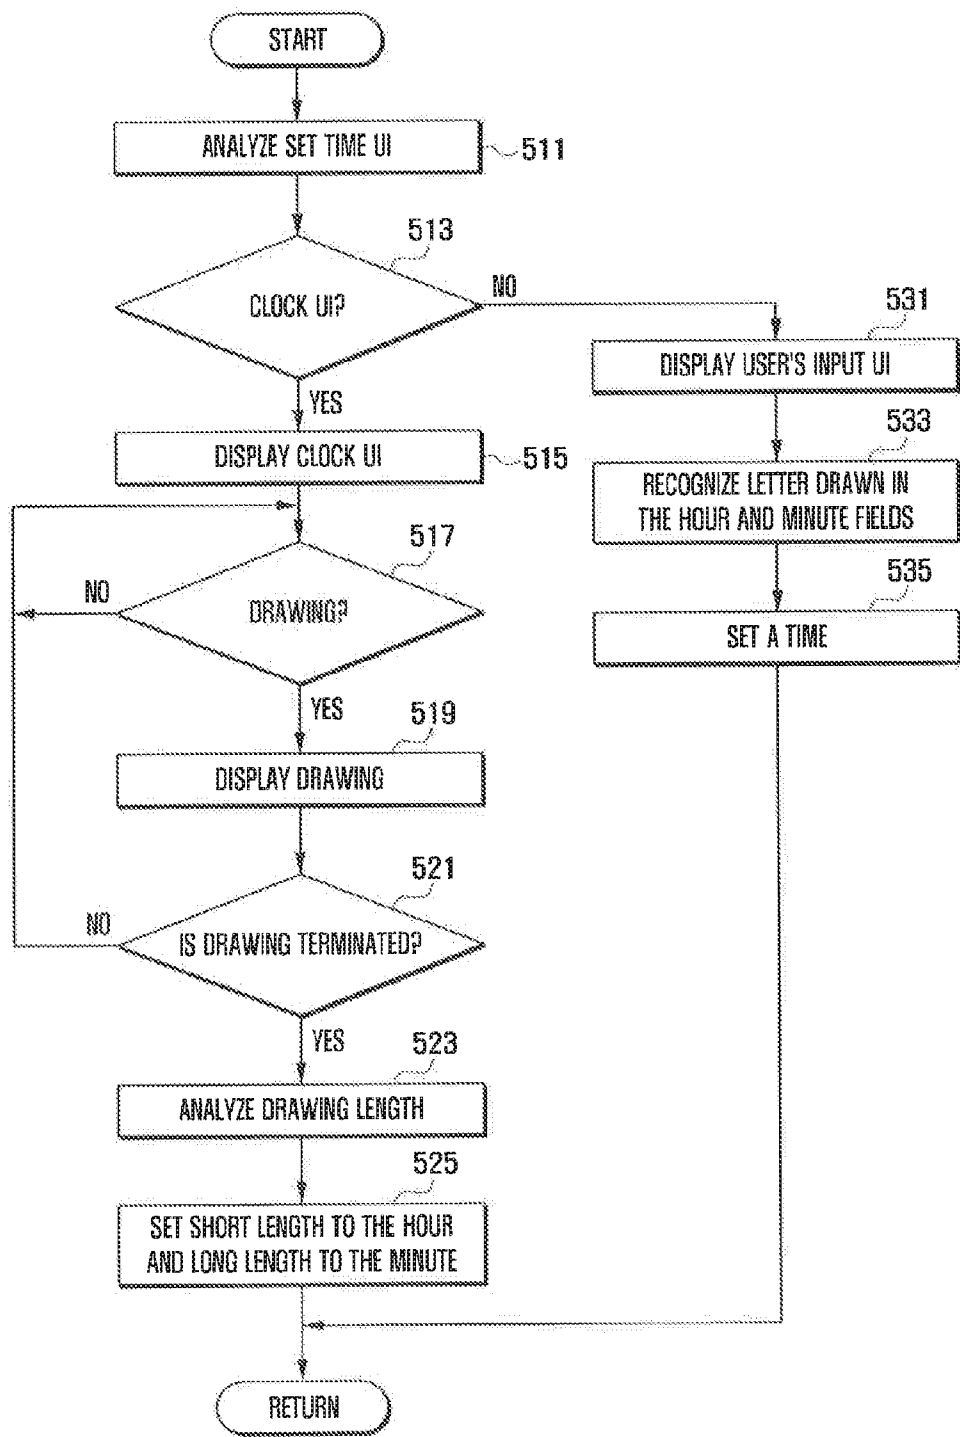 START
ANALYZE SET TIME UI
511
513
CLOCK UI?
NO
YES
531
DISPLAY USER'S INPUT UI
DISPLAY CLOCK UI
515
533
RECOGNIZE LETTER DRAWN IN
THE HOUR AND MINUTE FIELDS
517
DRAWING?
NO
YES
535
SET A TIME
519
DISPLAY DRAWING
521
IS DRAWING TERMINATED?
NO
YES
523
ANALYZE DRAWING LENGTH
525
SET SHORT LENGTH TO THE HOUR
AND LONG LENGTH TO THE MINUTE
RETURN